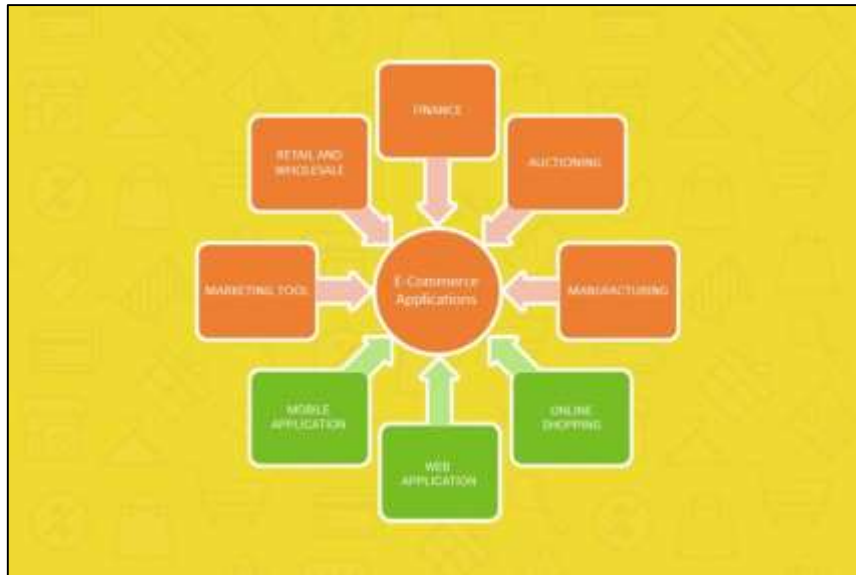 FINANCE
RETAIL AND
WHOLESALE
AUCTIONING
E-Commerce
Applications
MARKETING TOOL
MANUFACTURING
MOBILE
APPLICATION
ONLINE
SHOPPING
WEB
APPLICATION